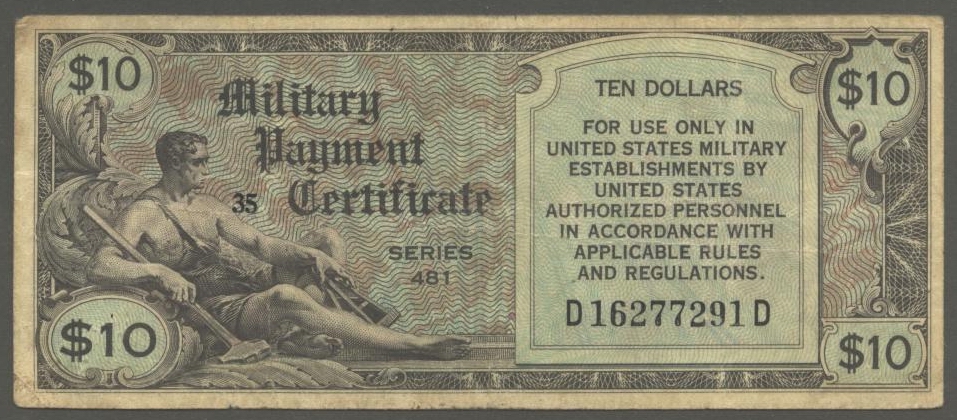 $10
Military
Payment
35 Certificate
SERIES
481
$10
TEN DOLLARS
FOR USE ONLY IN
UNITED STATES MILITARY
ESTABLISHMENTS BY
UNITED STATES
AUTHORIZED PERSONNEL
IN ACCORDANCE WITH
APPLICABLE RULES
AND REGULATIONS.
D16277291D
$10
$10